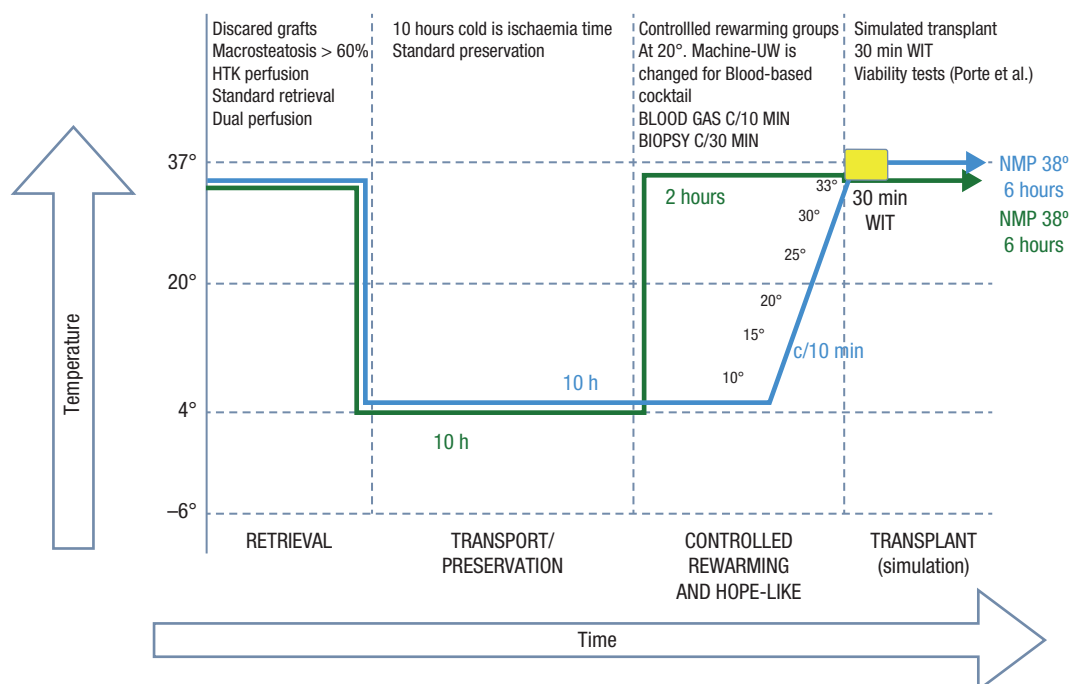 Discared grafts
Macrosteatosis > 60%
HTK perfusion
Standard retrieval
Dual perfusion
10 hours cold is ischaemia time
Standard preservation
Controllled rewarming groups
At 20°. Machine-UW is
changed for Blood-based
cocktail
BLOOD GAS C/10 MIN
BIOPSY C/30 MIN
Simulated transplant
30 min WIT
Viability tests (Porte et al.)
Temperature
37°
20°
4°
–6°
10 h
10 h
2 hours
33°
30°
25°
20°
15°
10°
c/10 min
30 min
WIT
NMP 38º
6 hours
NMP 38º
6 hours
RETRIEVAL
TRANSPORT/
PRESERVATION
CONTROLLED
REWARMING
AND HOPE-LIKE
TRANSPLANT
(simulation)
Time